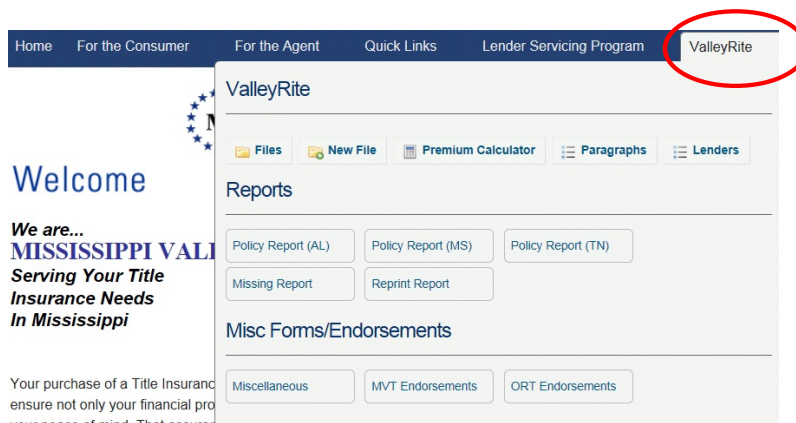 Home For the Consumer For the Agent Quick Links Lender Servicing Program ValleyRite
ValleyRite
Files New File Premium Calculator Paragraphs Lenders
Reports
Policy Report (AL) Policy Report (MS) Policy Report (TN)
Missing Report Reprint Report
Misc Forms/Endorsements
Miscellaneous MVT Endorsements ORT Endorsements
Welcome
We are...
MISSISSIPPI VALL
Serving Your Title
Insurance Needs
In Mississippi
Your purchase of a Title Insuranc
ensure not only your financial pro